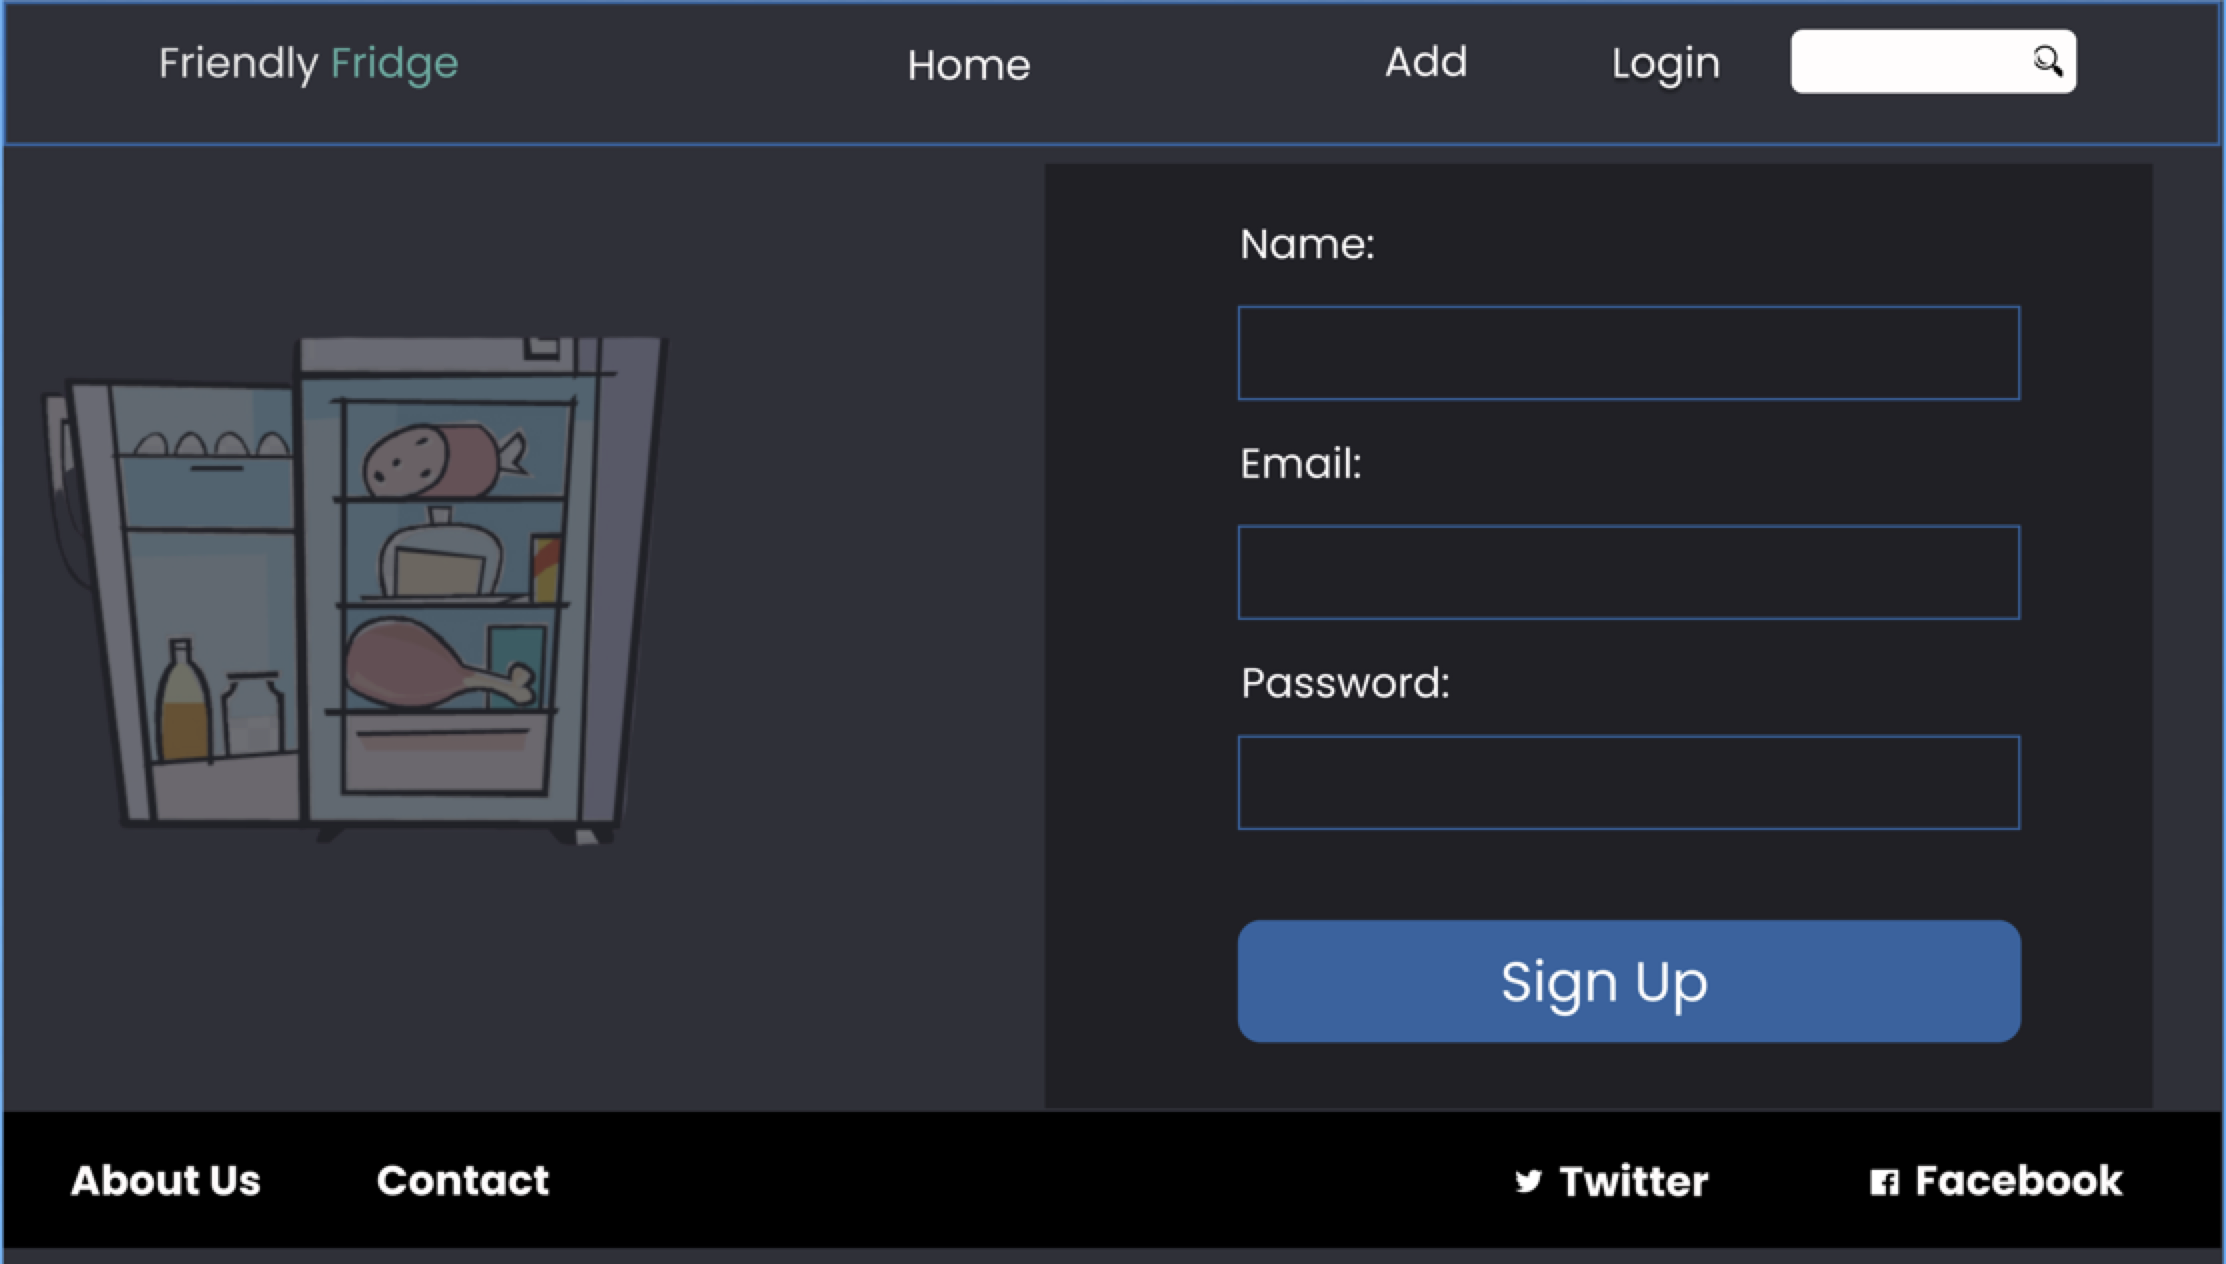 Friendly Fridge
Home
Add
Login
Name:
Email:
Password:
Sign Up
About Us
Contact
Twitter
Facebook